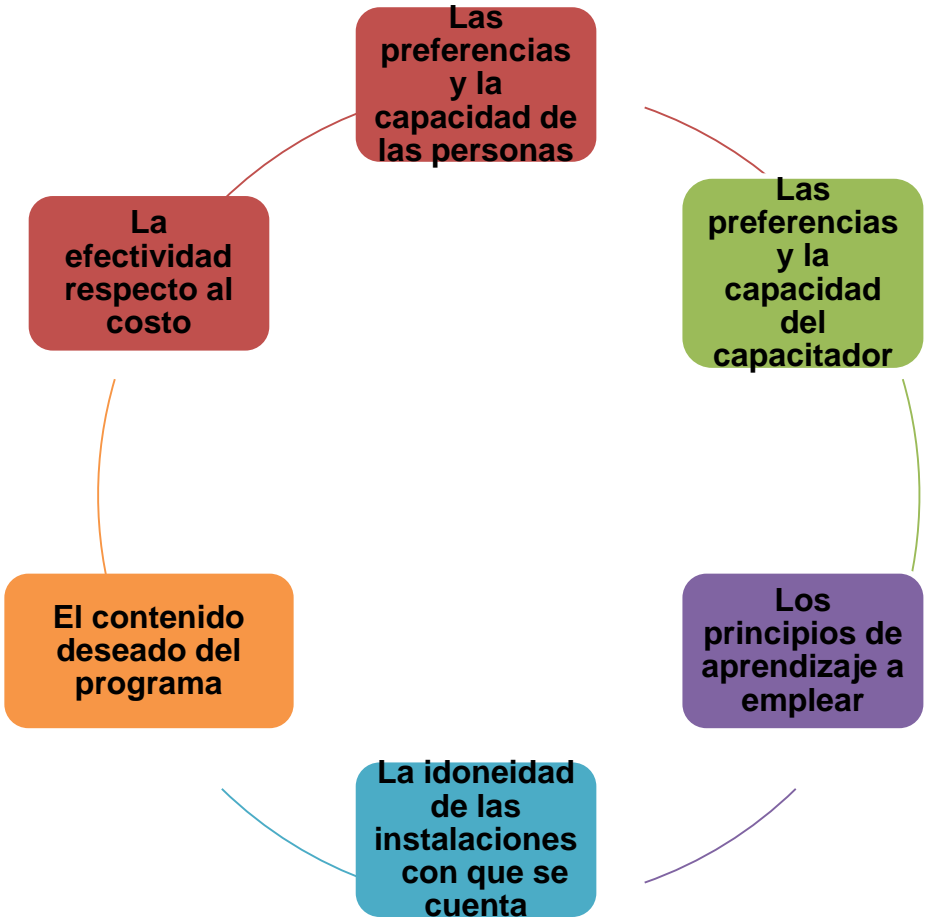 Las
preferencias
y la
capacidad de
las personas
Las
preferencias
y la
capacidad
del
capacitador
Los
principios de
aprendizaje a
emplear
La idoneidad
de las
instalaciones
con que se
cuenta
El contenido
deseado del
programa
La
efectividad
respecto al
costo